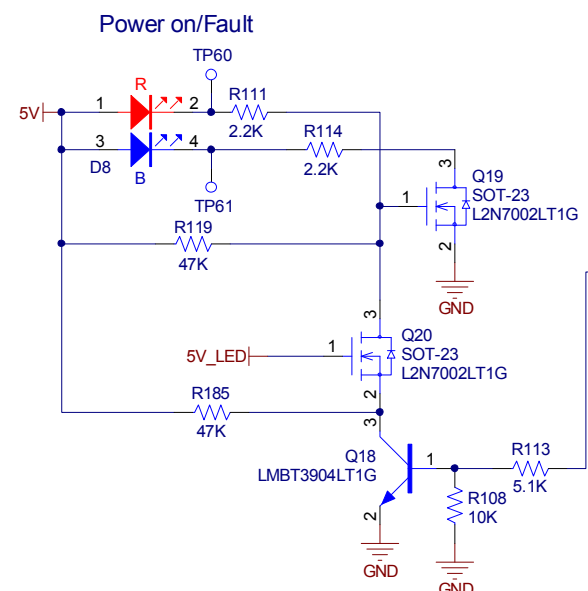 Power on/Fault
TP60
R
R111
5V
1
2
2.2K
R114
3
4
3
D8
B
2.2K
Q19
SOT-23
L2N7002LT1G
TP61
1
R119
2
47K
GND
3
Q20
SOT-23
L2N7002LT1G
5V_LED
1
R185
2
47K
3
Q18
LMBT3904LT1G
1
R113
5.1K
R108
10K
2
GND
GND